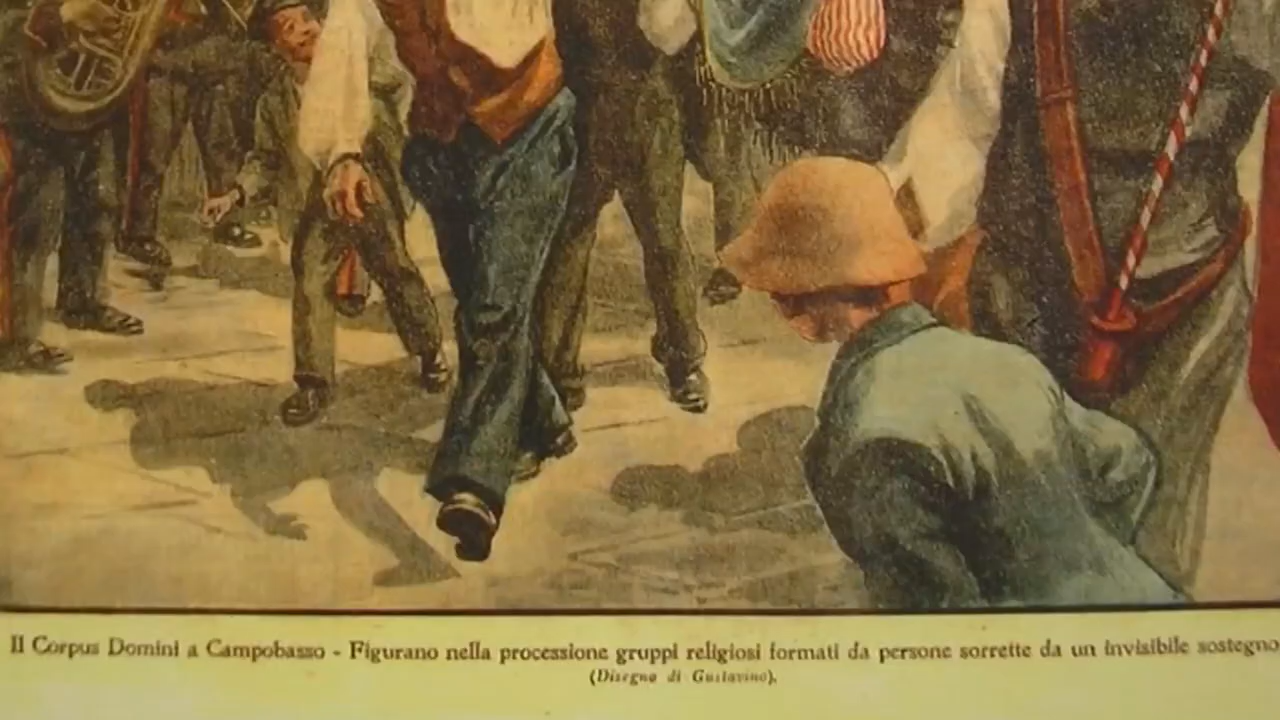 Il Corpus Domini a Campobasso - Figurano nella processione gruppi religiosi formati da persone sorrette da un invisibile sostegno
(Disegno di Gustavino).